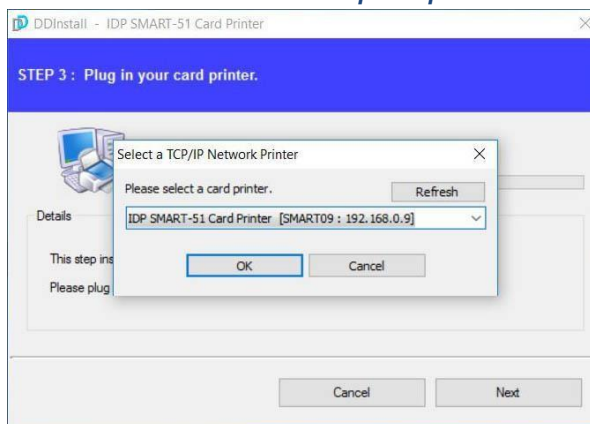 DDInstall - IDP SMART-51 Card Printer
STEP 3 : Plug in your card printer.
Select a TCP/IP Network Printer
Please select a card printer.
Refresh
Details
IDP SMART-51 Card Printer [SMART09 : 192.168.0.9]
This step ins
OK
Cancel
Please plug
Cancel
Next